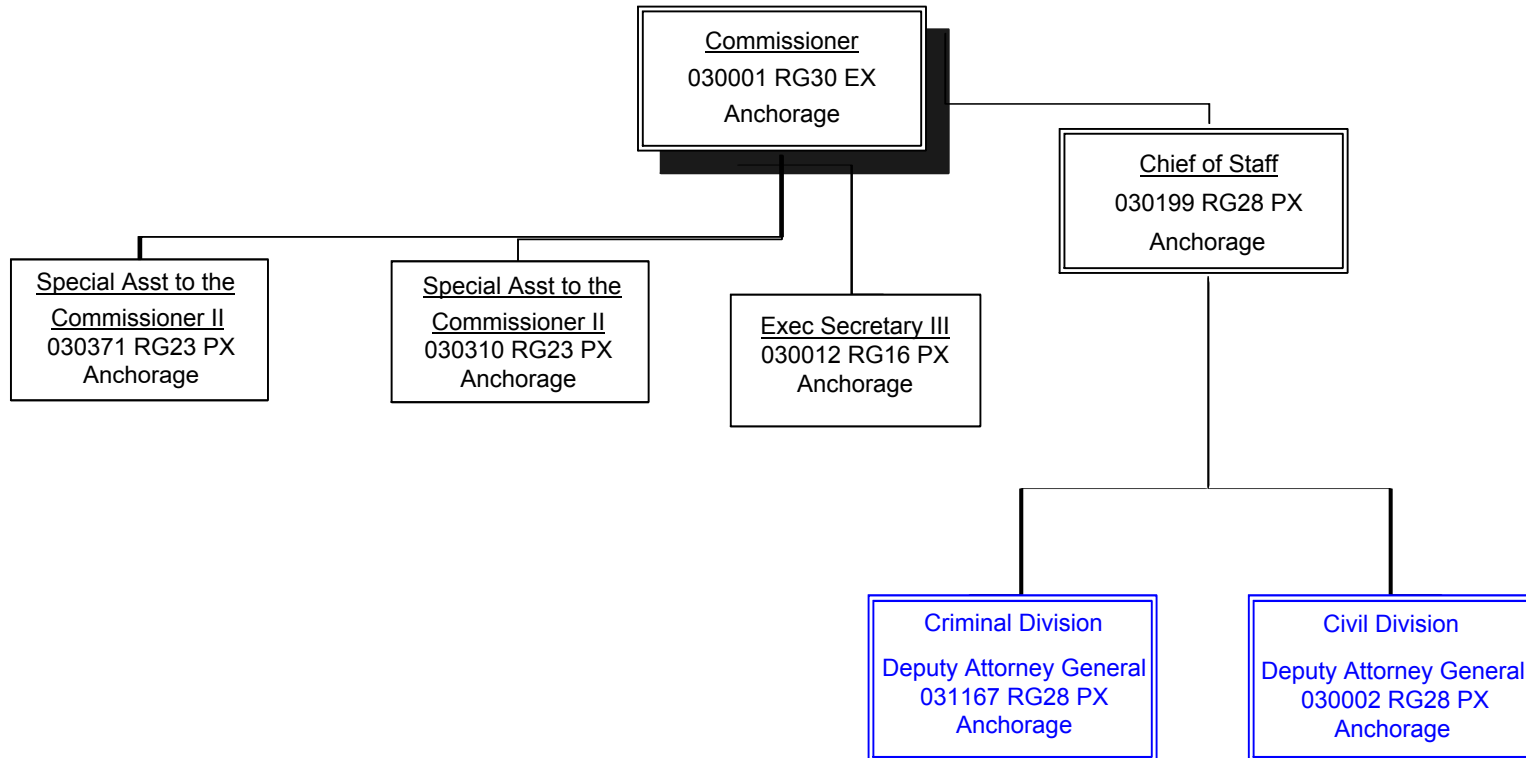 Commissioner
030001 RG30 EX
Anchorage
Chief of Staff
030199 RG28 PX
Anchorage
Special Asst to the
Commissioner II
030371 RG23 PX
Anchorage
Special Asst to the
Commissioner II
030310 RG23 PX
Anchorage
Exec Secretary III
030012 RG16 PX
Anchorage
Criminal Division
Deputy Attorney General
031167 RG28 PX
Anchorage
Civil Division
Deputy Attorney General
030002 RG28 PX
Anchorage